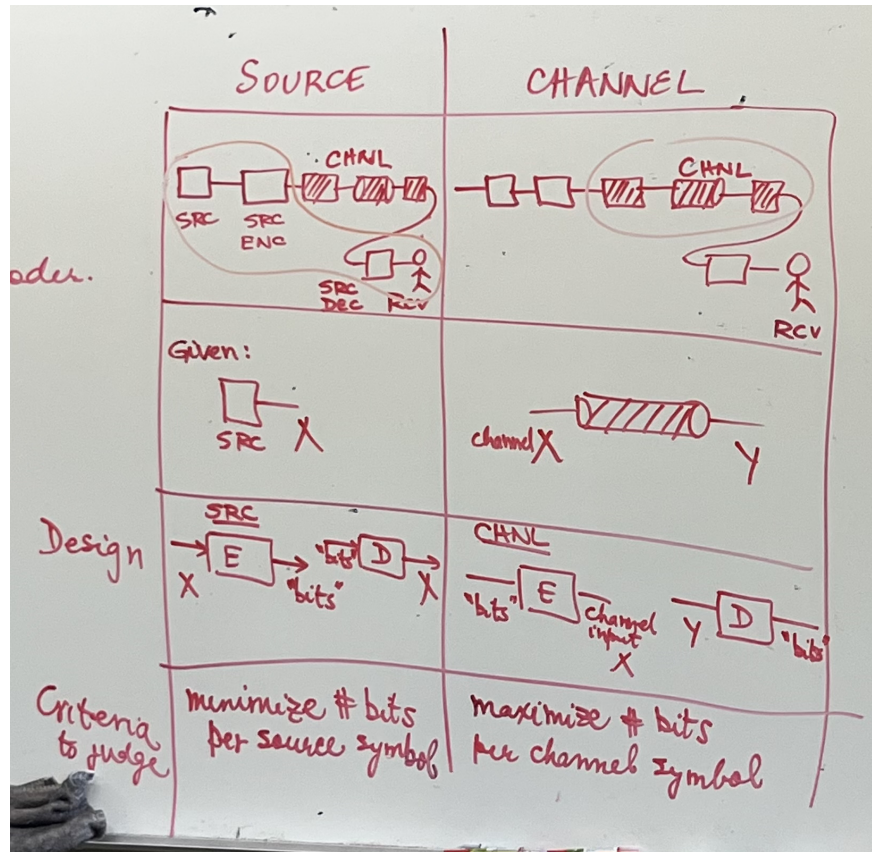 SOURCE
CHANNEL
CHNL
SRC
SRC
ENC
SRC
DEC
RCV
CHNL
RCV
oder.
Given:
SRC
X
channel X
Y
Design
SRC
E
X
"bits"
"bits"
D
X
CHNL
"bits"
E
Channel
input
X
Y
D
"bits"
Criteria
to judge
minimize # bits
per source symbol
maximize # bits
per channel symbol